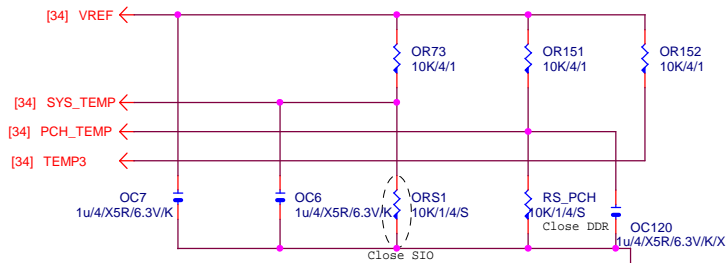 [34] VREF
OR73
10K/4/1
OR151
10K/4/1
OR152
10K/4/1
[34] SYS_TEMP
[34] PCH_TEMP
[34] TEMP3
OC7
1u/4/X5R/6.3V/K
OC6
1u/4/X5R/6.3V/K
ORS1
10K/1/4/S
Close SIO
RS_PCH
10K/1/4/S
Close DDR
OC120
1u/4/X5R/6.3V/K/X